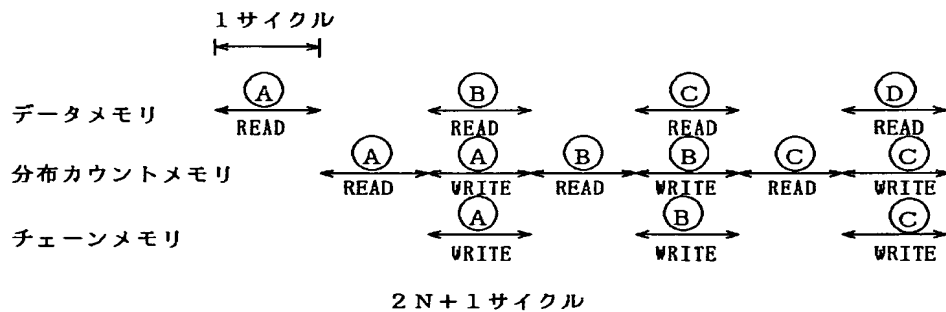 1サイクル
A B C D
データメモリ READ READ READ READ
A A B B C C
分布カウントメモリ READ WRITE READ WRITE READ WRITE
A B C
チェーンメモリ WRITE WRITE WRITE
2N+1サイクル